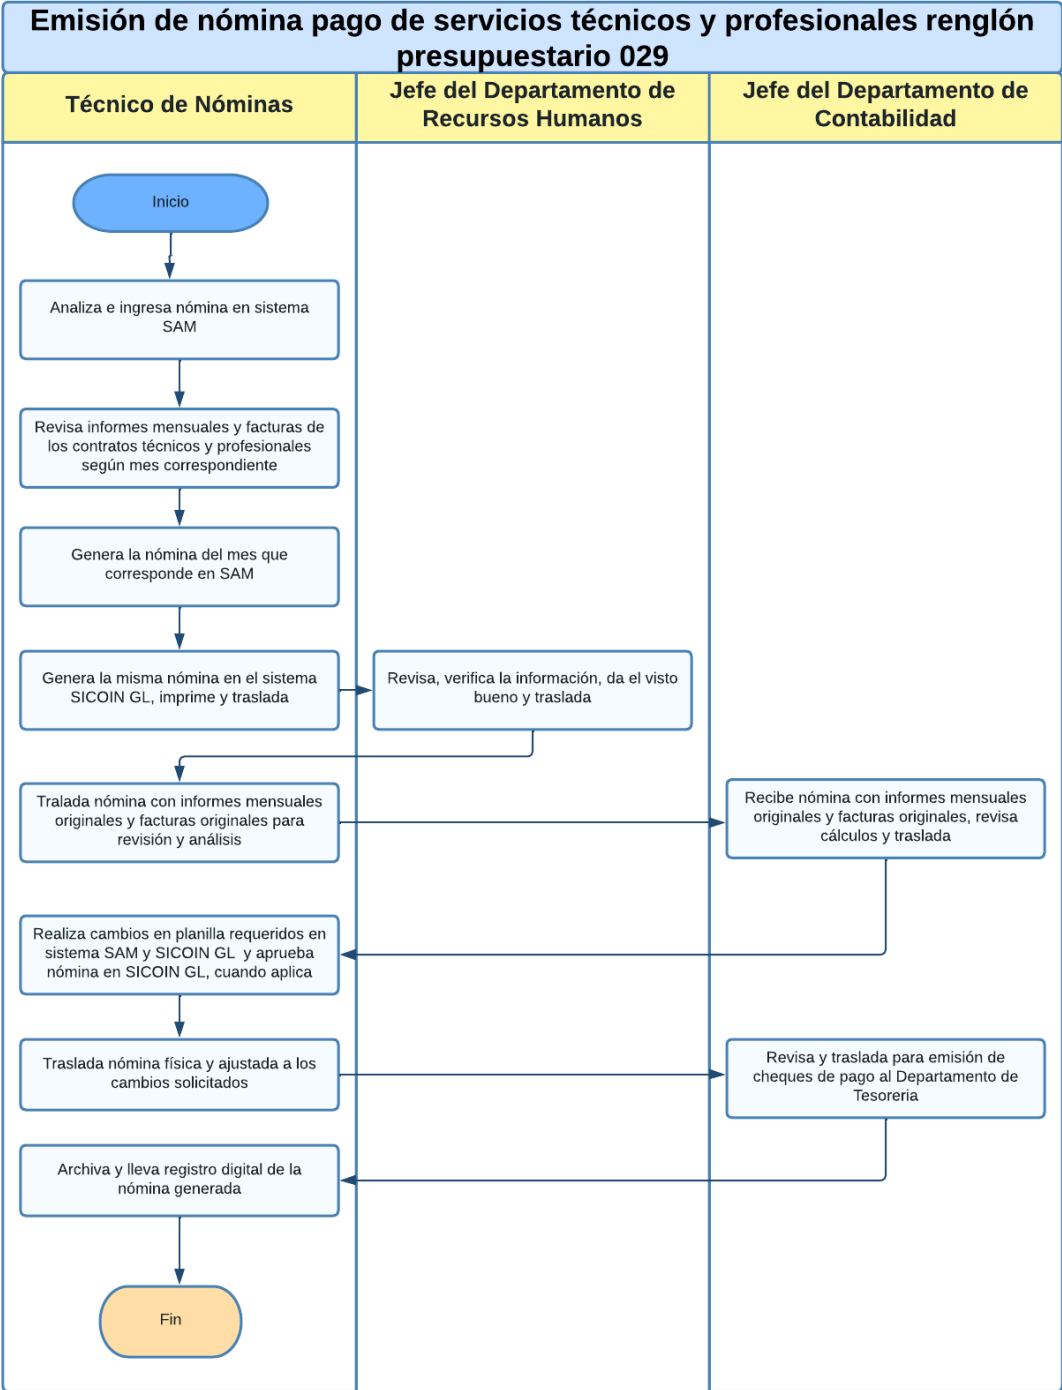 Emisión de nómina pago de servicios técnicos y profesionales renglón
presupuestario 029
Técnico de Nóminas
Jefe del Departamento de
Recursos Humanos
Jefe del Departamento de
Contabilidad
Inicio
Analiza e ingresa nómina en sistema
SAM
Revisa informes mensuales y facturas de
los contratos técnicos y profesionales
según mes correspondiente
Genera la nómina del mes que
corresponde en SAM
Genera la misma nómina en el sistema
SICOIN GL, imprime y traslada
Revisa, verifica la información, da el visto
bueno y traslada
Tralada nómina con informes mensuales
originales y facturas originales para
revisión y análisis
Recibe nómina con informes mensuales
originales y facturas originales, revisa
cálculos y traslada
Realiza cambios en planilla requeridos en
sistema SAM y SICOIN GL  y aprueba
nómina en SICOIN GL, cuando aplica
Traslada nómina física y ajustada a los
cambios solicitados
Revisa y traslada para emisión de
cheques de pago al Departamento de
Tesoreria
Archiva y lleva registro digital de la
nómina generada
Fin